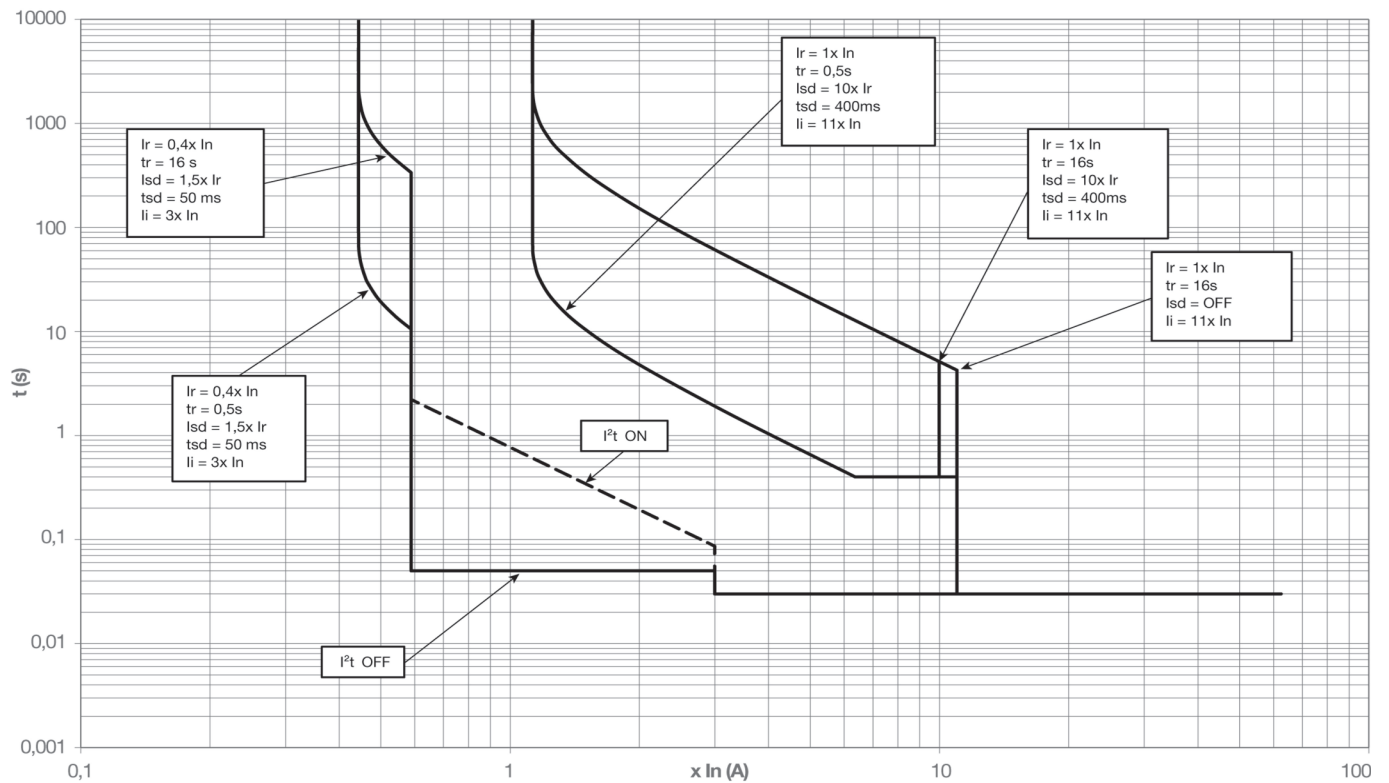 10000
1000
100
10
1
0,1
0,01
0,001
t (s)
Ir = 0,4x In
tr = 16 s
Isd = 1,5x Ir
tsd = 50 ms
Ii = 3x In
Ir = 1x In
tr = 0,5s
Isd = 10x Ir
tsd = 400ms
Ii = 11x In
Ir = 1x In
tr = 16s
Isd = 10x Ir
tsd = 400ms
Ii = 11x In
Ir = 1x In
tr = 16s
Isd = OFF
Ii = 11x In
Ir = 0,4x In
tr = 0,5s
Isd = 1,5x Ir
tsd = 50 ms
Ii = 3x In
I²t ON
I²t OFF
0,1
1
x In (A)
10
100